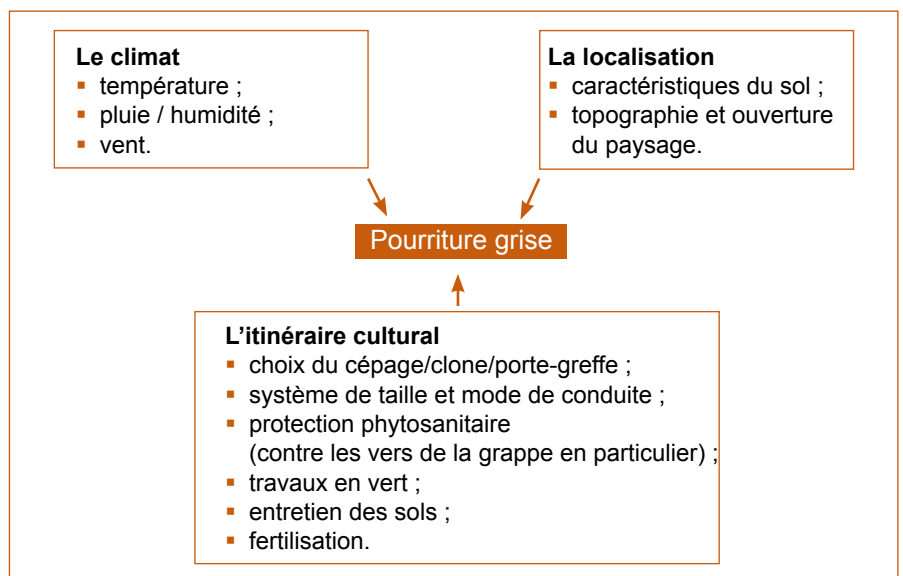 Le climat
▪ température ;
▪ pluie / humidité ;
▪ vent.
La localisation
▪ caractéristiques du sol ;
▪ topographie et ouverture
du paysage.
Pourriture grise
L'itinéraire cultural
▪ choix du cépage/clone/porte-greffe ;
▪ système de taille et mode de conduite ;
▪ protection phytosanitaire
(contre les vers de la grappe en particulier) ;
▪ travaux en vert ;
▪ entretien des sols ;
▪ fertilisation.